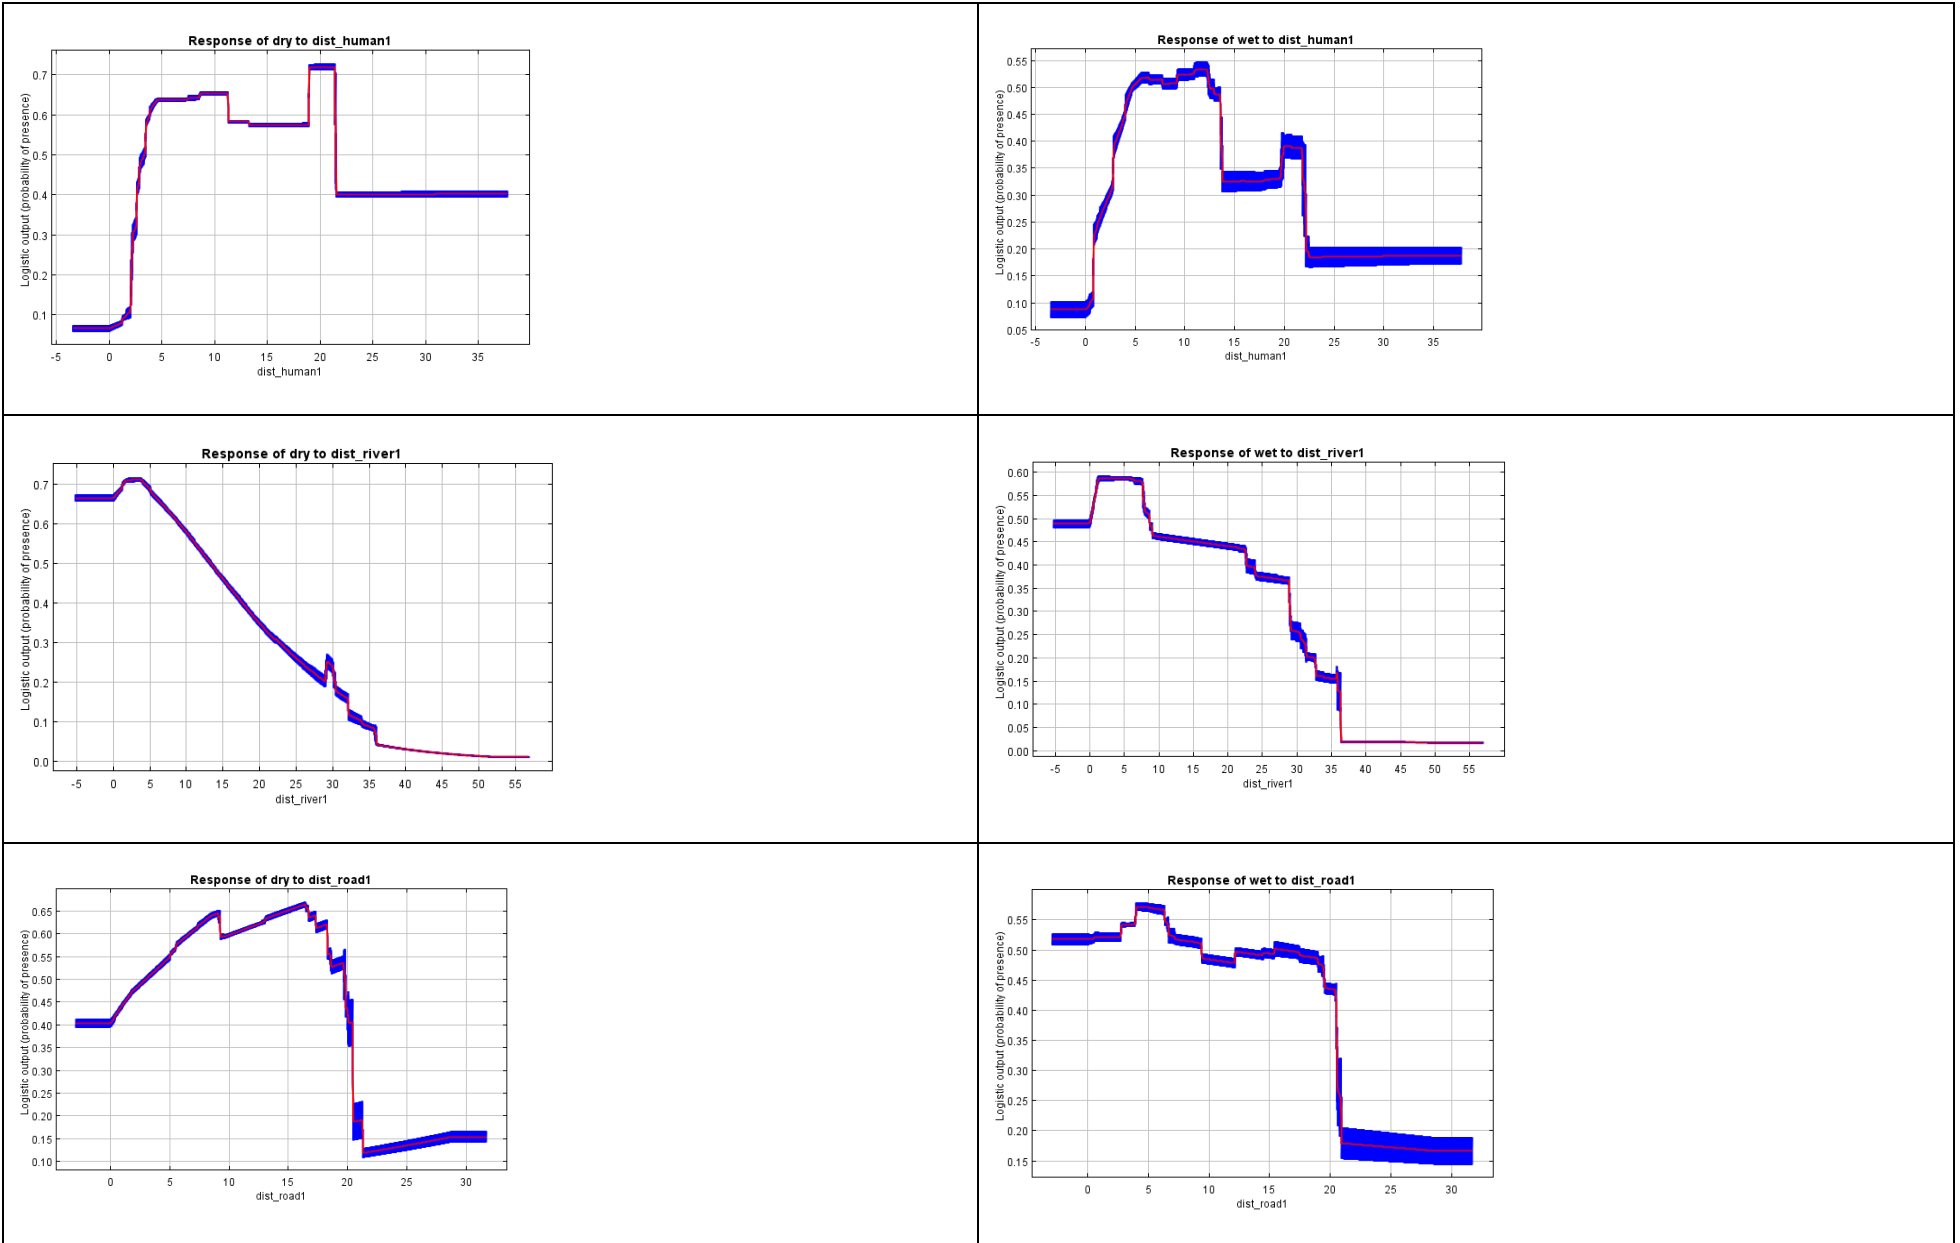 Response of dry to dist_human1
Logistic output (probability of presence)
0.7
0.6
0.5
0.4
0.3
0.2
0.1
-5 0 5 10 15 20 25 30 35
dist_human1
Response of wet to dist_human1
Logistic output (probability of presence)
0.55
0.50
0.45
0.40
0.35
0.30
0.25
0.20
0.15
0.10
0.05
-5 0 5 10 15 20 25 30 35
dist_human1
Response of dry to dist_river1
Logistic output (probability of presence)
0.7
0.6
0.5
0.4
0.3
0.2
0.1
0.0
-5 0 5 10 15 20 25 30 35 40 45 50 55
dist_river1
Response of wet to dist_river1
Logistic output (probability of presence)
0.60
0.55
0.50
0.45
0.40
0.35
0.30
0.25
0.20
0.15
0.10
0.05
0.00
-5 0 5 10 15 20 25 30 35 40 45 50 55
dist_river1
Response of dry to dist_road1
Logistic output (probability of presence)
0.65
0.60
0.55
0.50
0.45
0.40
0.35
0.30
0.25
0.20
0.15
0.10
0 5 10 15 20 25 30
dist_road1
Response of wet to dist_road1
Logistic output (probability of presence)
0.55
0.50
0.45
0.40
0.35
0.30
0.25
0.20
0.15
0 5 10 15 20 25 30
dist_road1